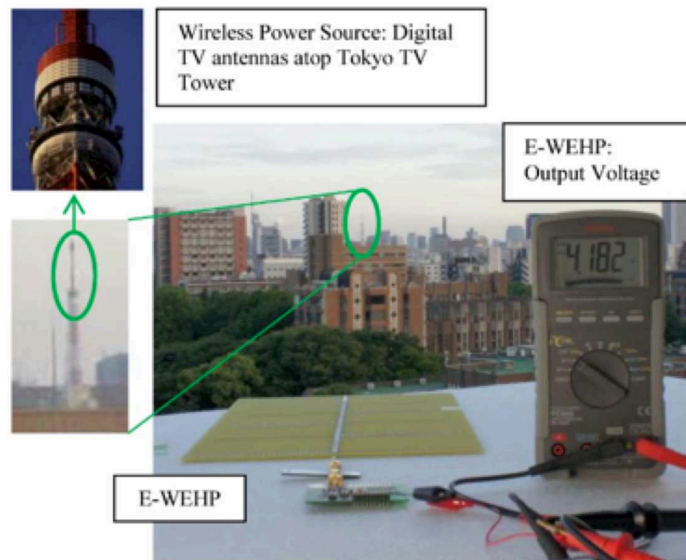 Wireless Power Source: Digital
TV antennas atop Tokyo TV
Tower
E-WEHP:
Output Voltage
4.182
E-WEHP